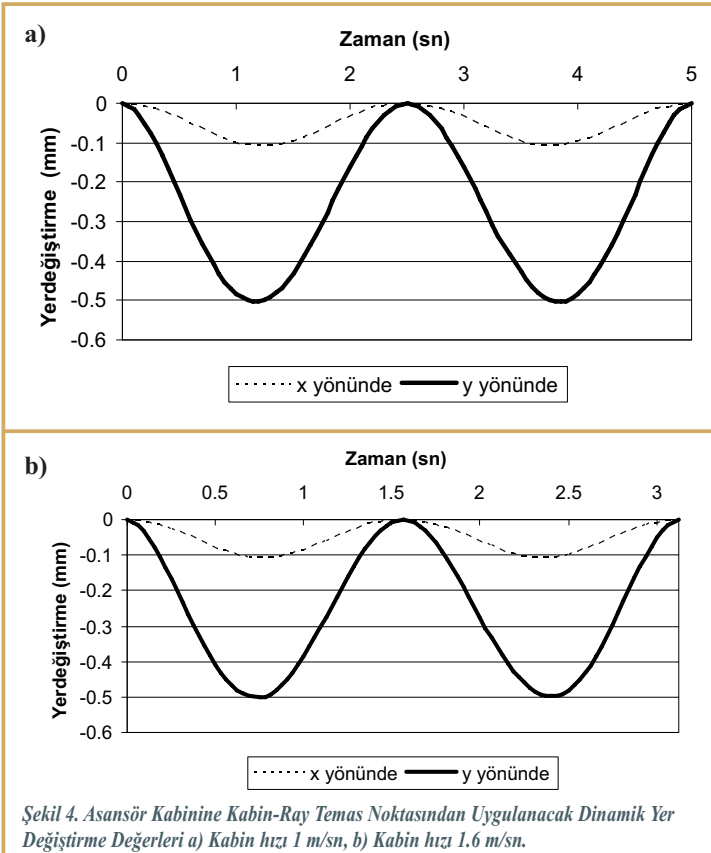 a)
Zaman (sn)
0 1 2 3 4 5
0
-0.1
-0.2
-0.3
-0.4
-0.5
-0.6
Yerdeğiştirme (mm)
x yönünde y yönünde
b)
Zaman (sn)
0 0.5 1 1.5 2 2.5 3
0
-0.1
-0.2
-0.3
-0.4
-0.5
-0.6
Yerdeğiştirme (mm)
x yönünde y yönünde
Şekil 4. Asansör Kabinine Kabin-Ray Temas Noktasından Uygulanacak Dinamik Yer
Değiştirme Değerleri a) Kabin hızı 1 m/sn, b) Kabin hızı 1.6 m/sn.